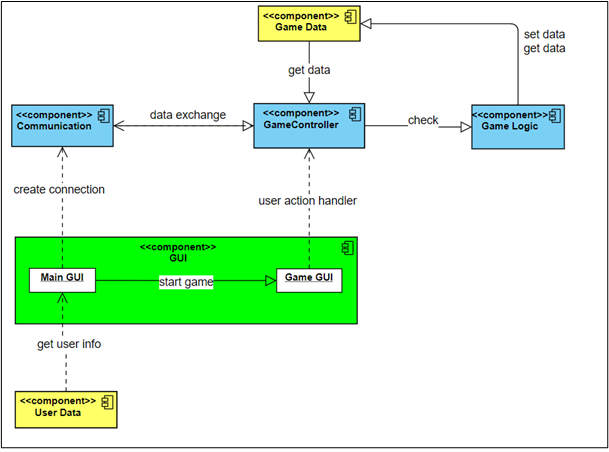 <<component>>
Game Data
set data
get data
get data
<<component>>
Communication
data exchange
<<component>>
GameController
check
<<component>>
Game Logic
create connection
user action handler
<<component>>
GUI
Main GUI
start game
Game GUI
get user info
<<component>>
User Data